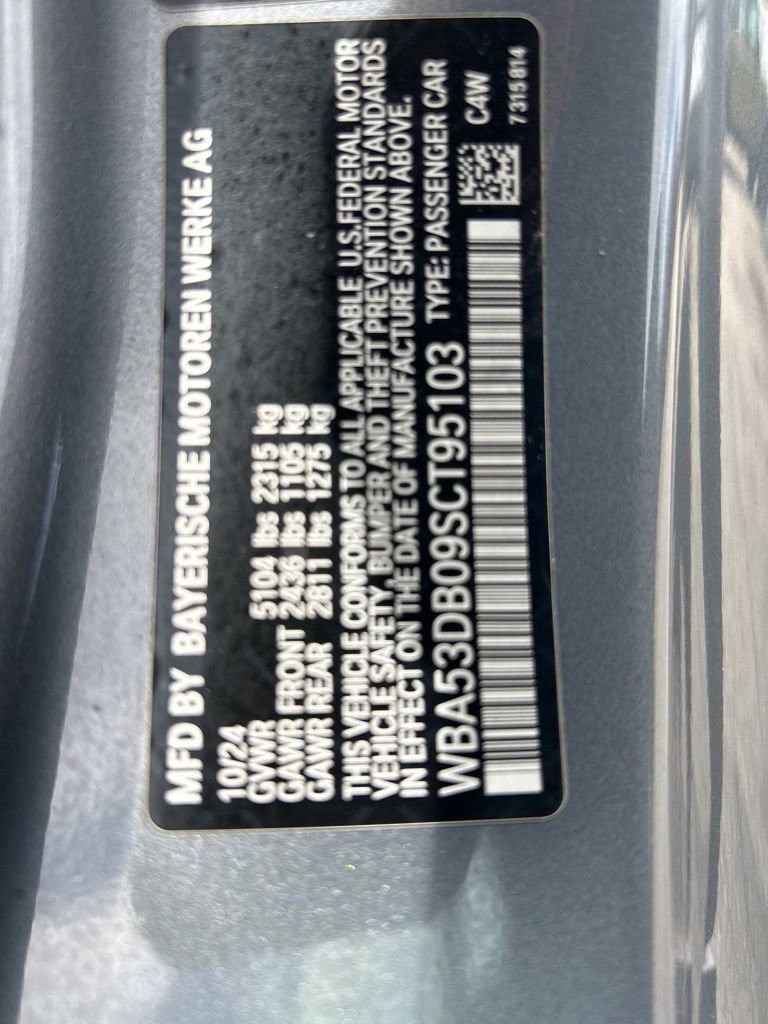 MFD BY BAYERISCHE MOTOREN WERKE AG
10/24
GVWR 5104 lbs 2315 kg
GAWR FRONT 2436 lbs 1105 kg
GAWR REAR 2811 lbs 1275 kg
THIS VEHICLE CONFORMS TO ALL APPLICABLE U.S.FEDERAL MOTOR
VEHICLE SAFETY, BUMPER AND THEFT PREVENTION STANDARDS
IN EFFECT ON THE DATE OF MANUFACTURE SHOWN ABOVE.
WBA53DB09SCT95103 TYPE: PASSENGER CAR
C4W
7315814